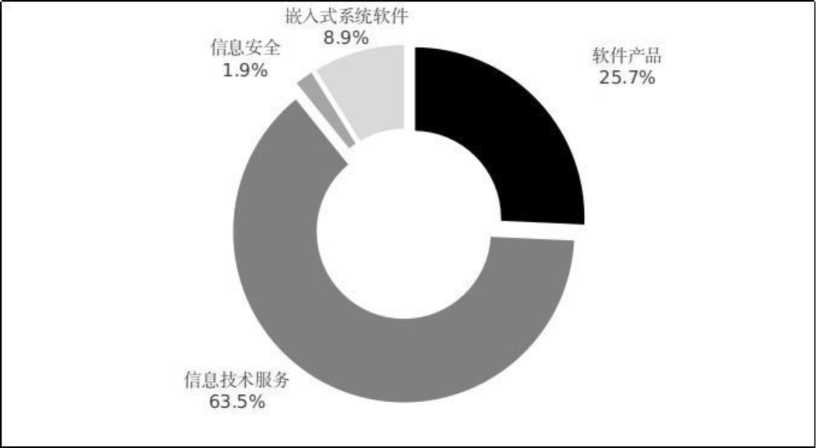 嵌入式系统软件
8.9%
信息安全
1.9%
软件产品
25.7%
信息技术服务
63.5%